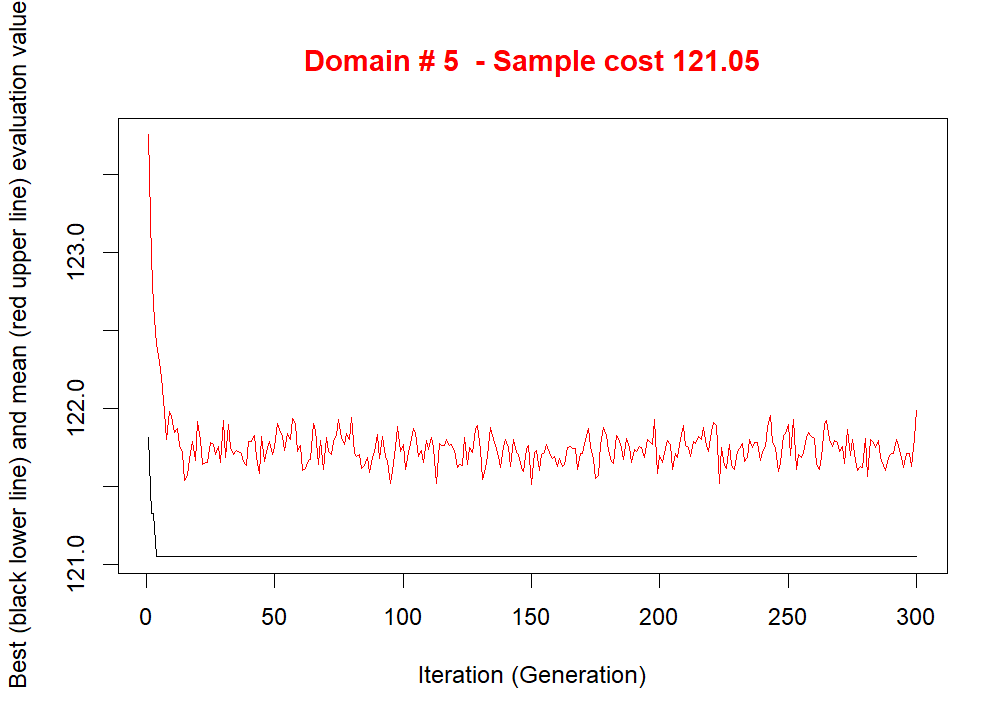 Domain # 5  - Sample cost 121.05
Best (black lower line) and mean (red upper line) evaluation value
123.0
122.0
121.0
0 50 100 150 200 250 300
Iteration (Generation)